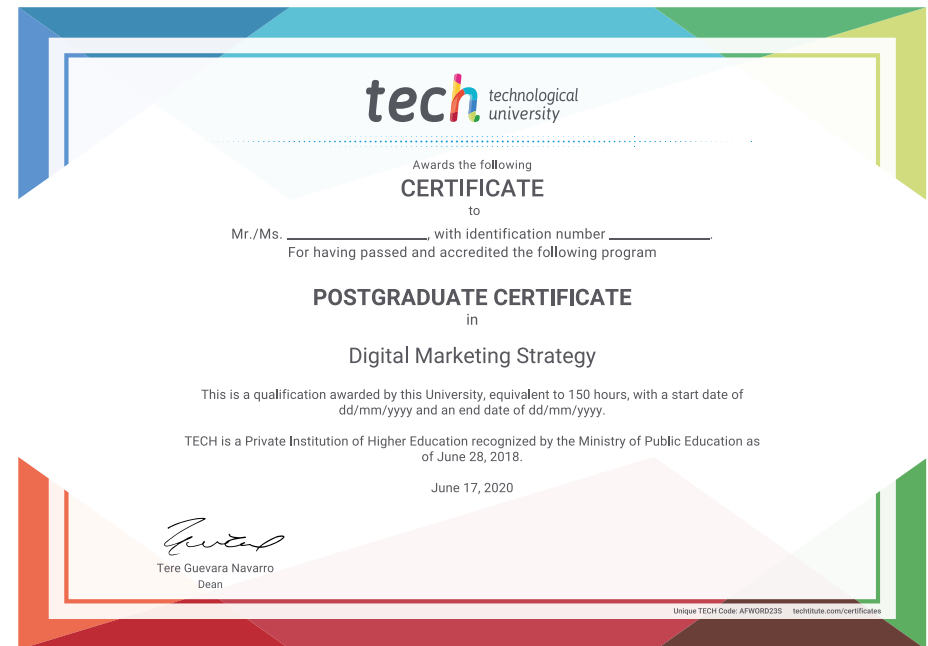 tech technological
university
Awards the following
CERTIFICATE
to
Mr./Ms. ____________________, with identification number ______________.
For having passed and accredited the following program
POSTGRADUATE CERTIFICATE
in
Digital Marketing Strategy
This is a qualification awarded by this University, equivalent to 150 hours, with a start date of
dd/mm/yyyy and an end date of dd/mm/yyyy.
TECH is a Private Institution of Higher Education recognized by the Ministry of Public Education as
of June 28, 2018.
June 17, 2020
Tere Guevara Navarro
Dean
Unique TECH Code: AFWORD23S techtitute.com/certificates